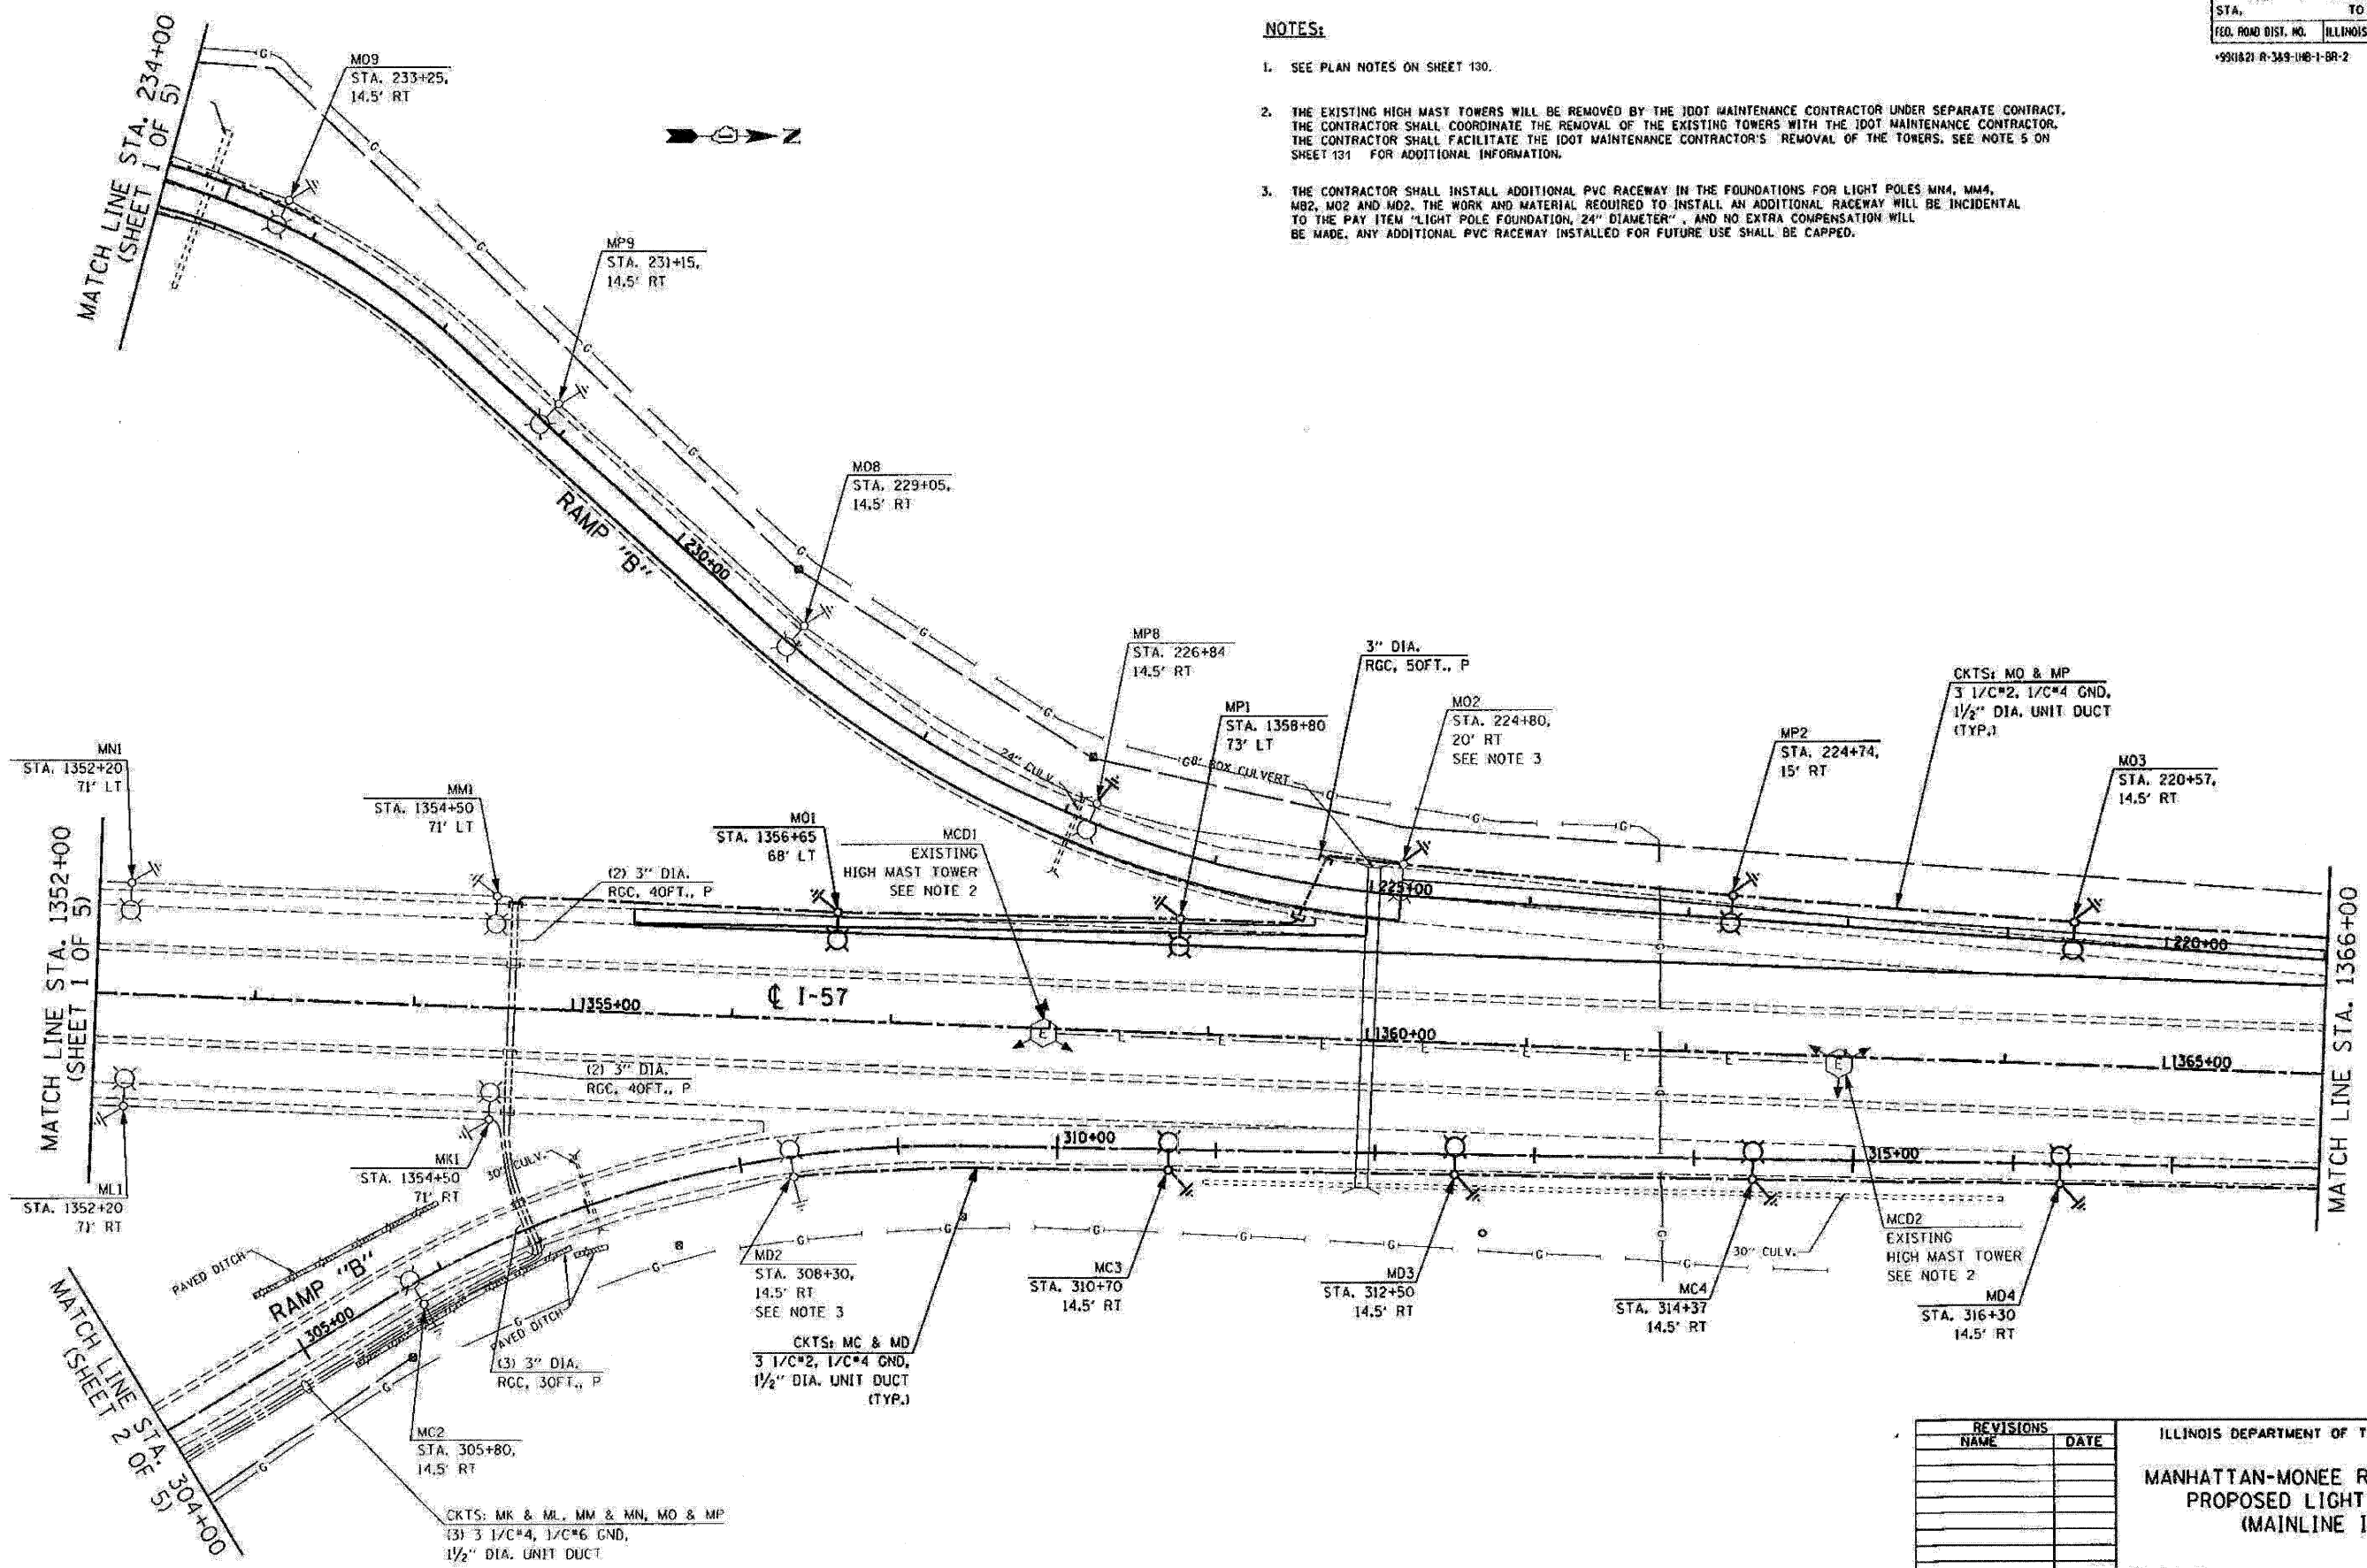 STA. TO
FED. ROAD DIST. NO. ILLINOIS
•99(1&2) R-3&9-1HB-1-BR-2
NOTES:
1. SEE PLAN NOTES ON SHEET 130.
2. THE EXISTING HIGH MAST TOWERS WILL BE REMOVED BY THE IDOT MAINTENANCE CONTRACTOR UNDER SEPARATE CONTRACT.
THE CONTRACTOR SHALL COORDINATE THE REMOVAL OF THE EXISTING TOWERS WITH THE IDOT MAINTENANCE CONTRACTOR.
THE CONTRACTOR SHALL FACILITATE THE IDOT MAINTENANCE CONTRACTOR'S REMOVAL OF THE TOWERS. SEE NOTE 5 ON
SHEET 131 FOR ADDITIONAL INFORMATION.
3. THE CONTRACTOR SHALL INSTALL ADDITIONAL PVC RACEWAY IN THE FOUNDATIONS FOR LIGHT POLES MN4, MM4,
MB2, MO2 AND MD2. THE WORK AND MATERIAL REQUIRED TO INSTALL AN ADDITIONAL RACEWAY WILL BE INCIDENTAL
TO THE PAY ITEM "LIGHT POLE FOUNDATION, 24" DIAMETER" , AND NO EXTRA COMPENSATION WILL
BE MADE. ANY ADDITIONAL PVC RACEWAY INSTALLED FOR FUTURE USE SHALL BE CAPPED.
MATCH LINE STA. 234+00
(SHEET 1 OF 5)
N
MO9
STA. 233+25,
14.5' RT
MP9
STA. 231+15,
14.5' RT
MO8
STA. 229+05,
14.5' RT
RAMP "B"
230+00
MP8
STA. 226+84
14.5' RT
3" DIA.
RGC, 50FT., P
MP1
STA. 1358+80
73' LT
MO2
STA. 224+80,
20' RT
SEE NOTE 3
CKTS: MO & MP
3 1/C#2, 1/C#4 GND,
1½" DIA. UNIT DUCT
(TYP.)
MP2
STA. 224+74,
15' RT
MO3
STA. 220+57,
14.5' RT
24" CULV.
8' BOX CULVERT
MN1
STA. 1352+20
71' LT
MM1
STA. 1354+50
71' LT
MO1
STA. 1356+65
68' LT
MCD1
EXISTING
HIGH MAST TOWER
SEE NOTE 2
(2) 3" DIA.
RGC, 40FT., P
225+00
220+00
MATCH LINE STA. 1352+00
(SHEET 1 OF 5)
MATCH LINE STA. 1366+00
1355+00
℄ I-57
1360+00
1365+00
(2) 3" DIA.
RGC, 40FT., P
310+00
315+00
ML1
STA. 1352+20
71' RT
MK1
STA. 1354+50
71' RT
30" CULV.
PAVED DITCH
RAMP "B"
305+00
PAVED DITCH
MATCH LINE STA. 304+00
(SHEET 2 OF 5)
(3) 3" DIA.
RGC, 30FT., P
MC2
STA. 305+80,
14.5' RT
CKTS: MK & ML, MM & MN, MO & MP
(3) 3 1/C#4, 1/C#6 GND,
1½" DIA. UNIT DUCT
MD2
STA. 308+30,
14.5' RT
SEE NOTE 3
CKTS: MC & MD
3 1/C#2, 1/C#4 GND,
1½" DIA. UNIT DUCT
(TYP.)
MC3
STA. 310+70
14.5' RT
MD3
STA. 312+50
14.5' RT
MC4
STA. 314+37
14.5' RT
30" CULV.
MCD2
EXISTING
HIGH MAST TOWER
SEE NOTE 2
MD4
STA. 316+30
14.5' RT
REVISIONS
NAME DATE
ILLINOIS DEPARTMENT OF T
MANHATTAN-MONEE R
PROPOSED LIGHT
(MAINLINE I